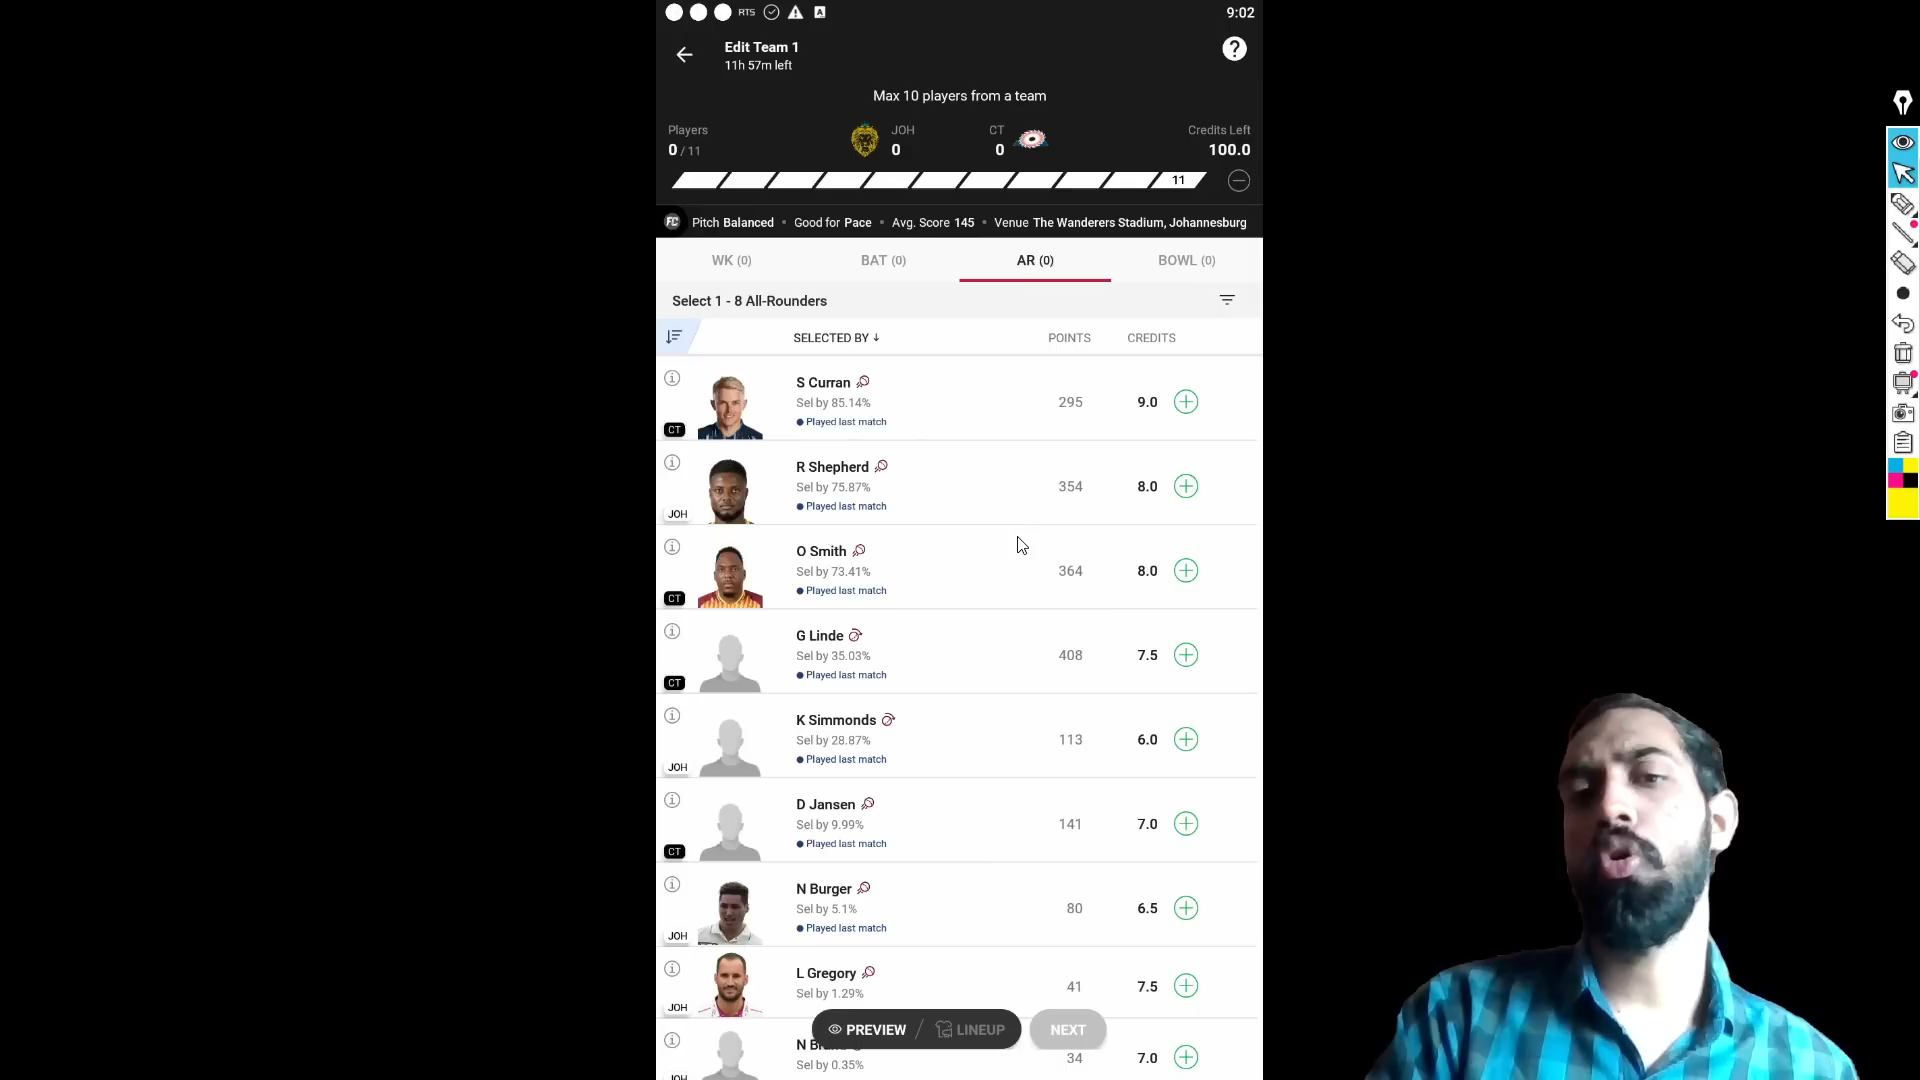 RTS A 9:02
Edit Team 1
11h 57m left
Max 10 players from a team
Players JOH CT Credits Left
0 / 11 0 0 100.0
11
FC Pitch Balanced • Good for Pace • Avg. Score 145 • Venue The Wanderers Stadium, Johannesburg
WK (0) BAT (0) AR (0) BOWL (0)
Select 1 - 8 All-Rounders
SELECTED BY ↓ POINTS CREDITS
S Curran
Sel by 85.14% 295 9.0
Played last match
CT
R Shepherd
Sel by 75.87% 354 8.0
Played last match
JOH
O Smith
Sel by 73.41% 364 8.0
Played last match
CT
G Linde
Sel by 35.03% 408 7.5
Played last match
CT
K Simmonds
Sel by 28.87% 113 6.0
Played last match
JOH
D Jansen
Sel by 9.99% 141 7.0
Played last match
CT
N Burger
Sel by 5.1% 80 6.5
Played last match
JOH
L Gregory
Sel by 1.29% 41 7.5
JOH
PREVIEW / LINEUP NEXT
N
Sel by 0.35% 34 7.0
JOH